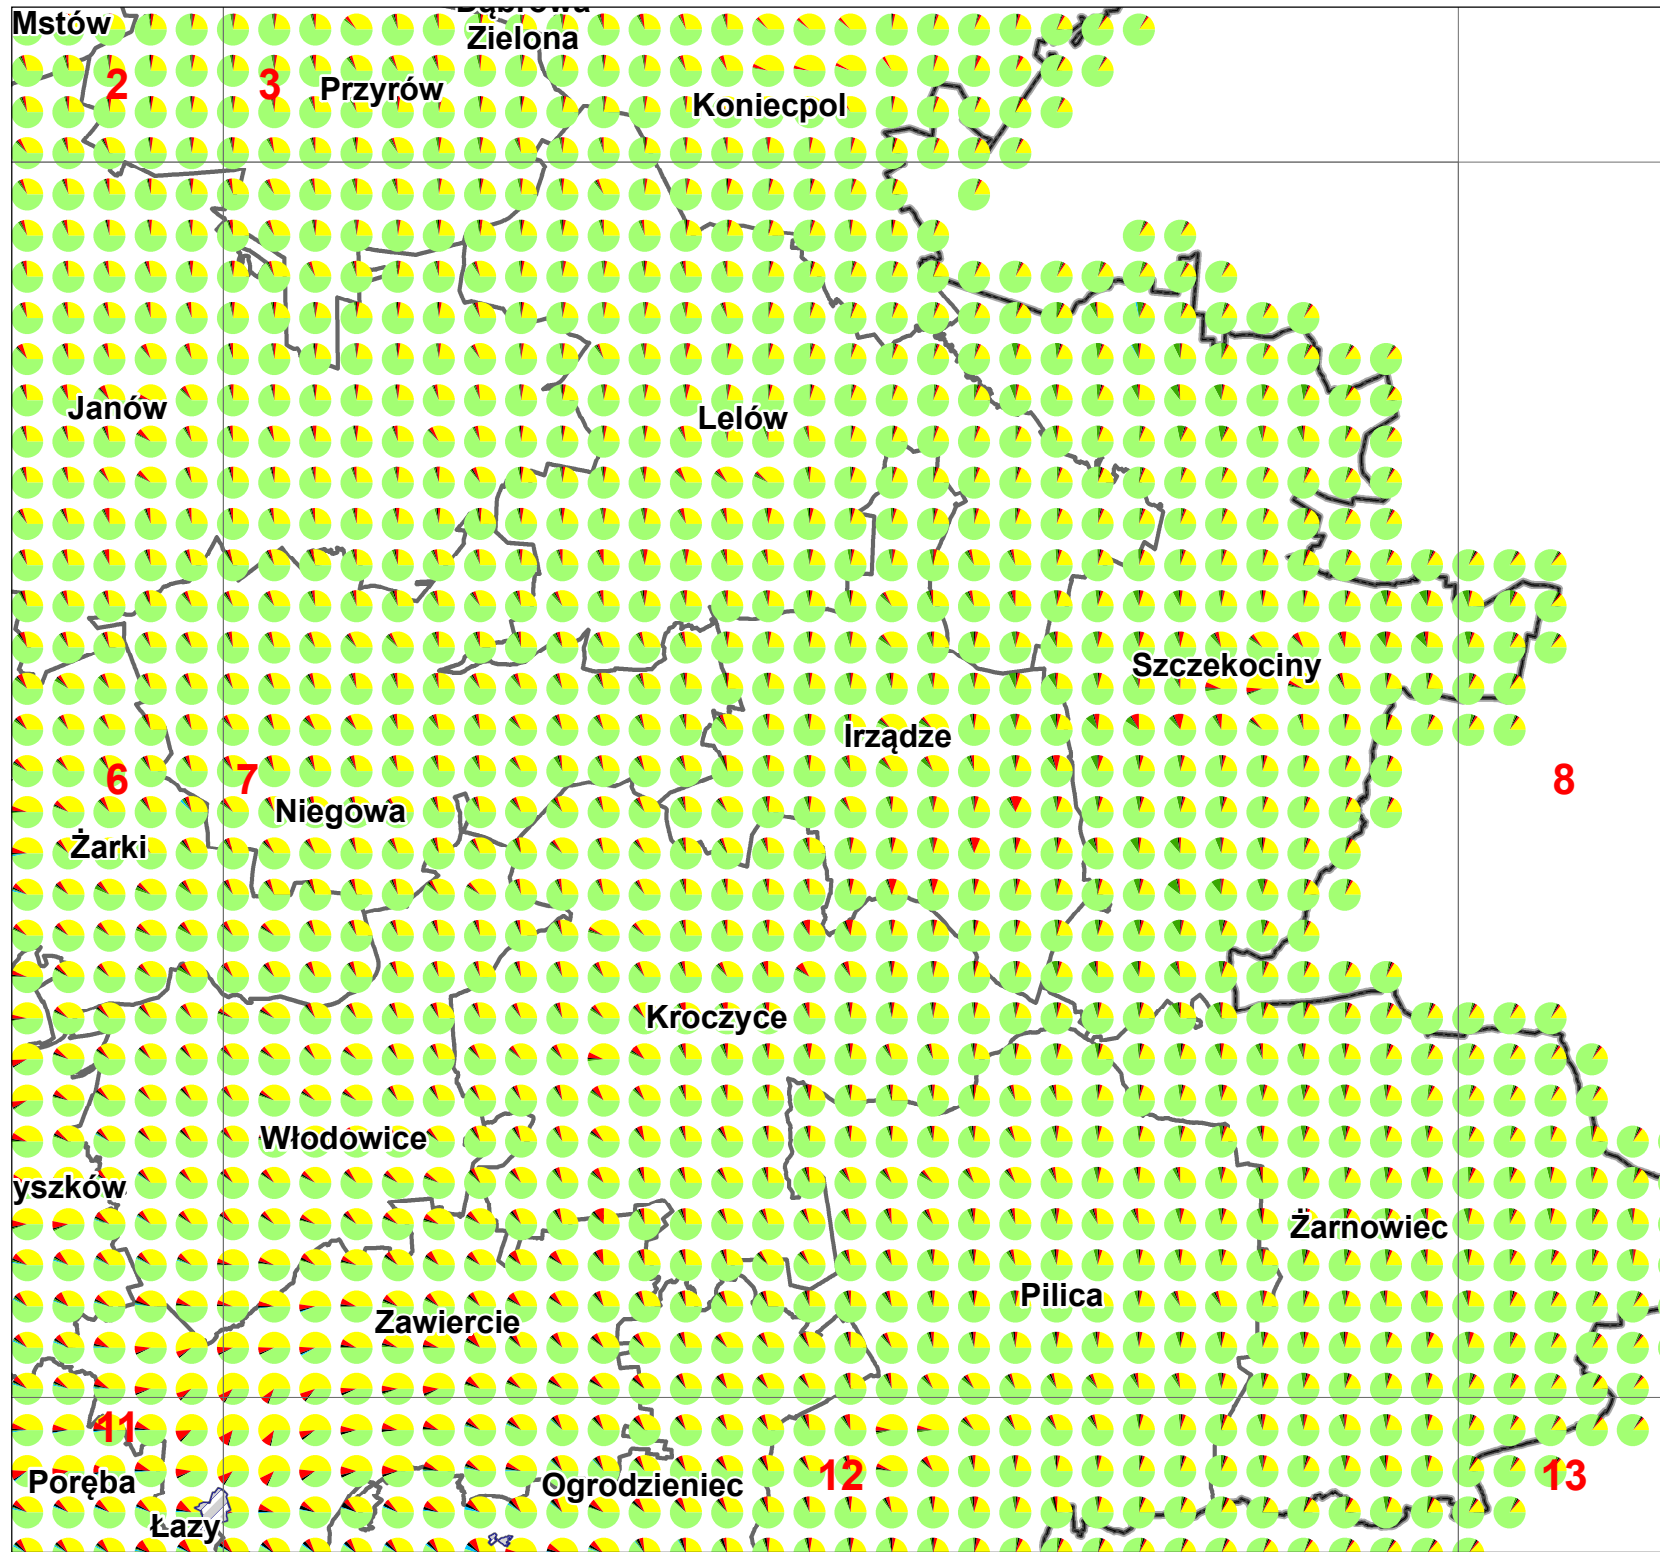 Dąbrowa
Mstów
Zielona
2
3
Przyrów
Koniecpol
Janów
Lelów
Szczekociny
Irządze
6
7
8
Niegowa
Żarki
Kroczyce
Włodowice
yszków
Żarnowiec
Pilica
Zawiercie
11
Poręba
Ogrodzieniec
12
13
Łazy